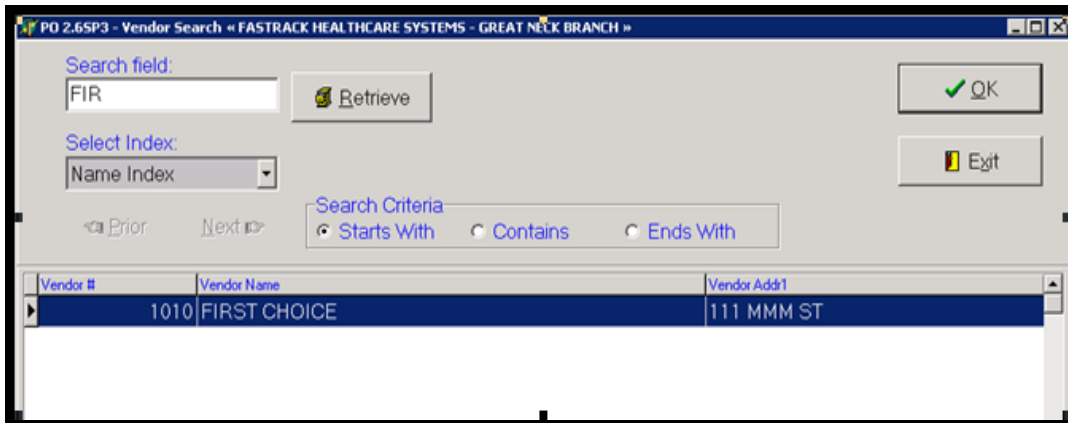 PO 2.6SP3 - Vendor Search « FASTRACK HEALTHCARE SYSTEMS - GREAT NECK BRANCH »
Search field:
FIR
Retrieve
OK
Select Index:
Name Index
Exit
Prior
Next
Search Criteria
Starts With
Contains
Ends With
Vendor # Vendor Name Vendor Addr1
1010 FIRST CHOICE 111 MMM ST